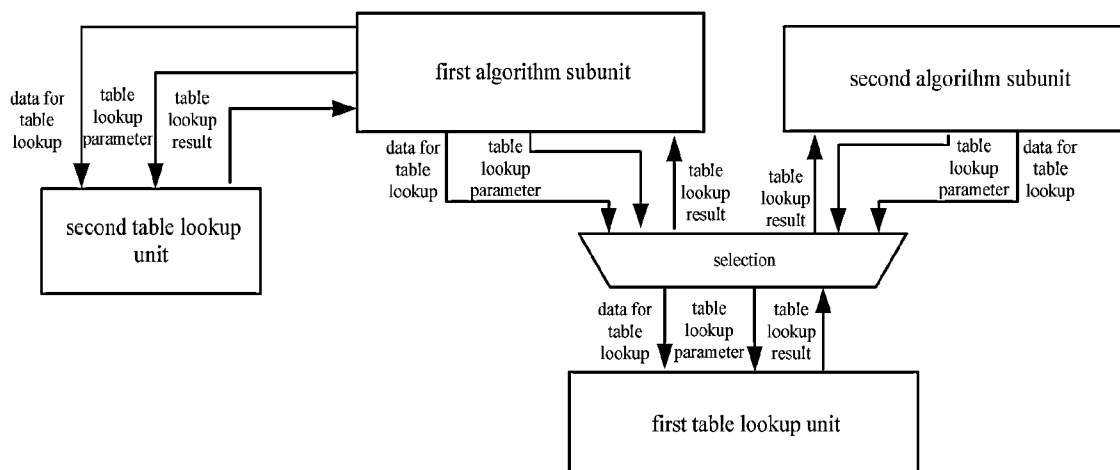 first algorithm subunit
second algorithm subunit
data for
table
lookup
table
lookup
parameter
table
lookup
result
second table lookup
unit
data for
table
lookup
table
lookup
parameter
table
lookup
result
table
lookup
result
table
lookup
parameter
data for
table
lookup
selection
data for
table
lookup
table
lookup
parameter
table
lookup
result
first table lookup unit